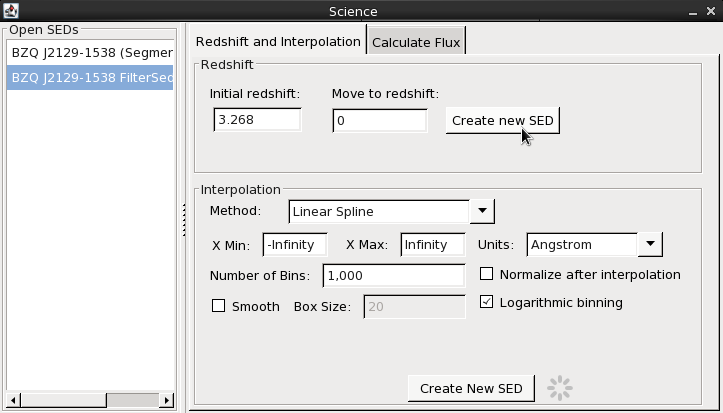 Science
Open SEDs
BZQ J2129-1538 (Segmer
BZQ J2129-1538 FilterSed
Redshift and Interpolation
Calculate Flux
Redshift
Initial redshift: Move to redshift:
3.268 0 Create new SED
Interpolation
Method: Linear Spline
X Min: -Infinity X Max: Infinity Units: Angstrom
Number of Bins: 1,000 Normalize after interpolation
Smooth Box Size: 20 Logarithmic binning
Create New SED